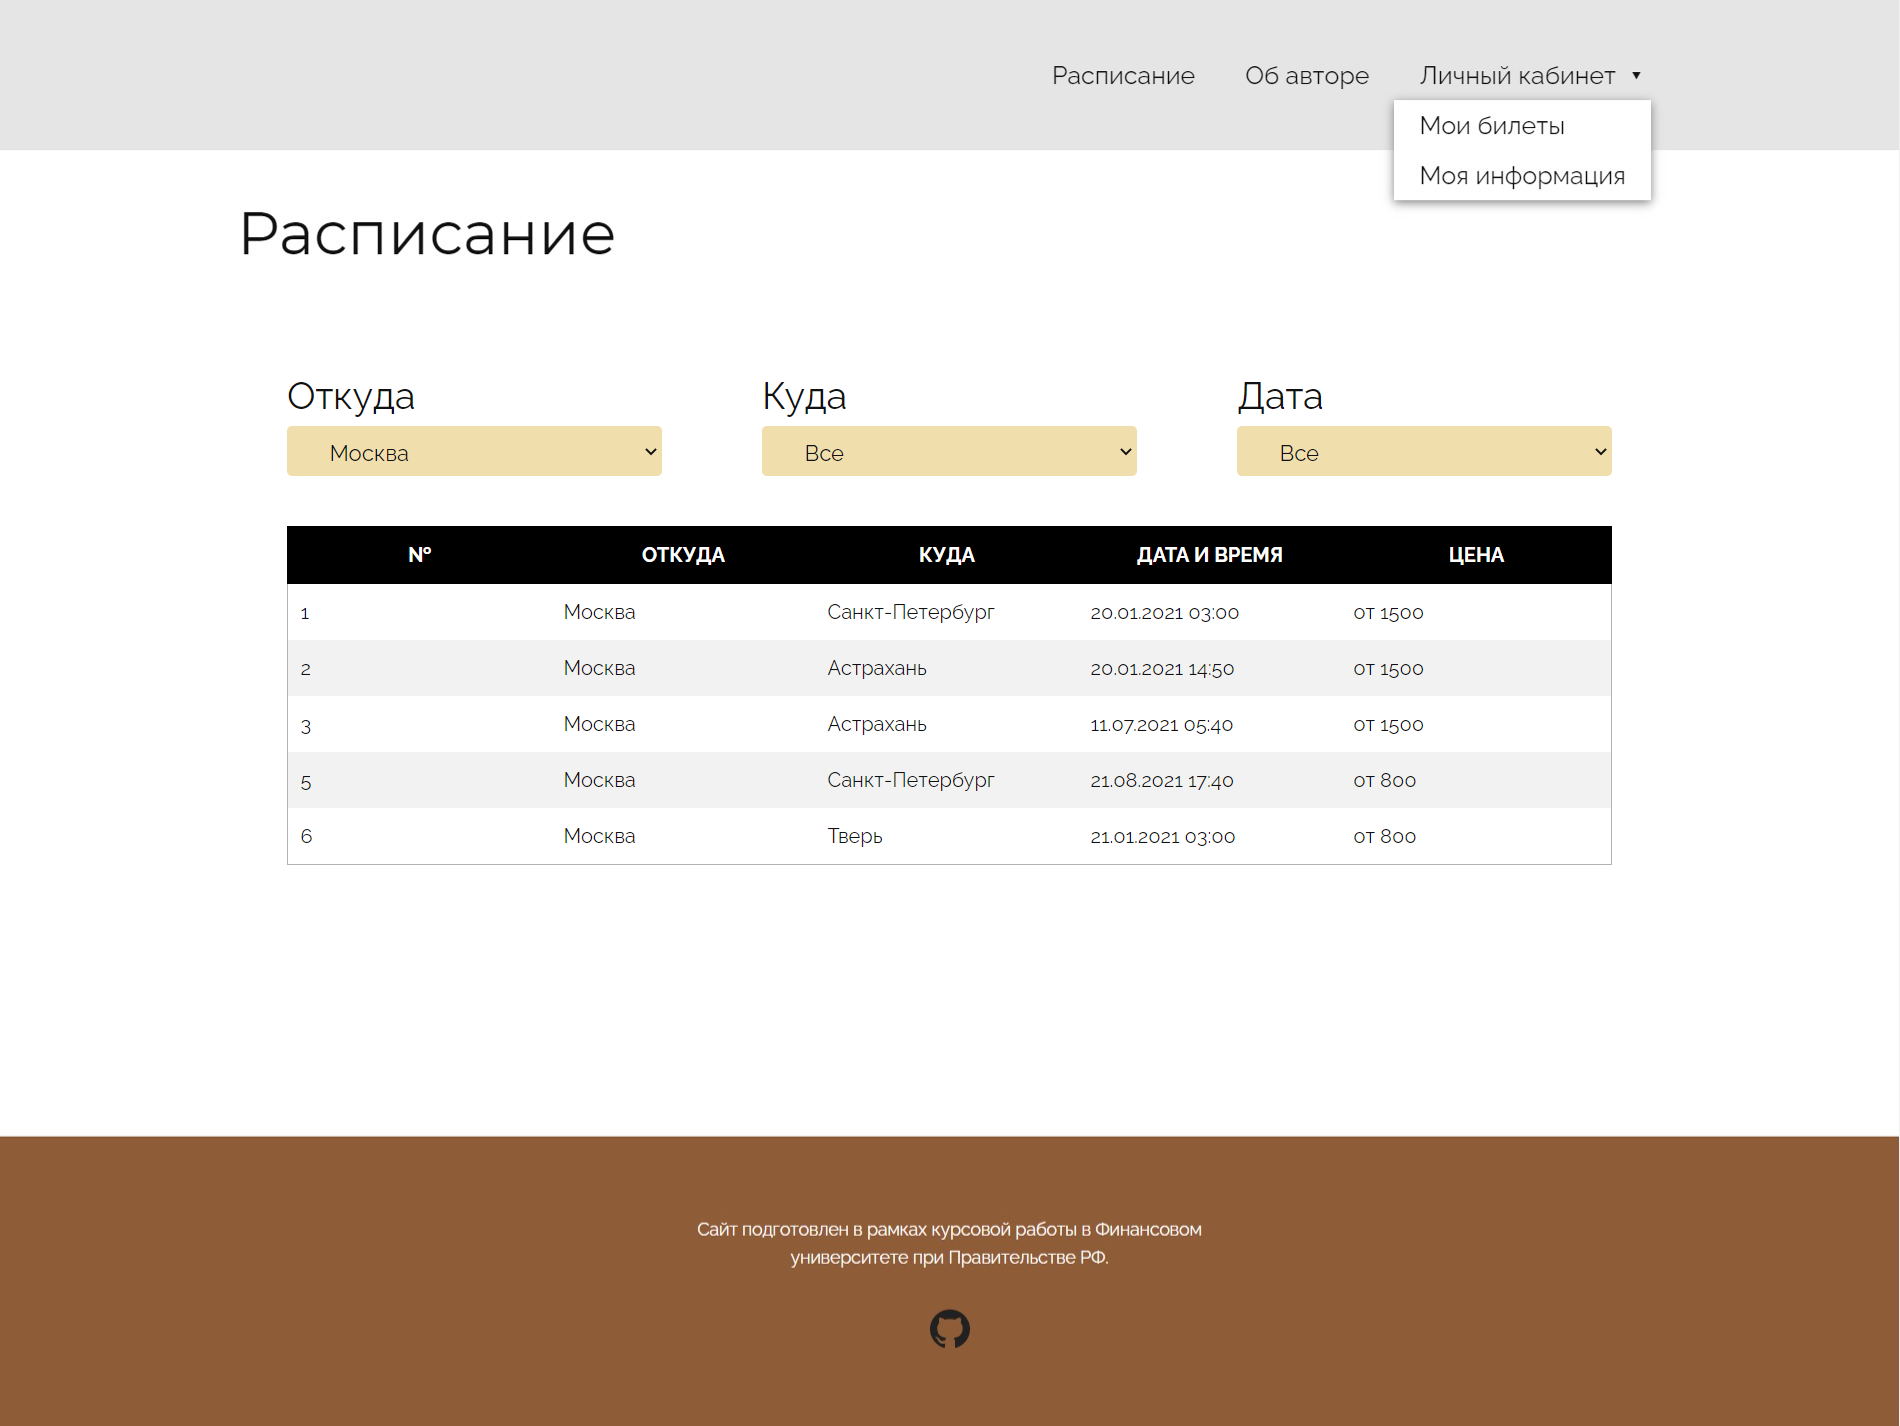 Расписание Об авторе Личный кабинет ▼
Мои билеты
Моя информация
Расписание
Откуда Куда Дата
Москва Все Все
№ ОТКУДА КУДА ДАТА И ВРЕМЯ ЦЕНА
1 Москва Санкт-Петербург 20.01.2021 03:00 от 1500
2 Москва Астрахань 20.01.2021 14:50 от 1500
3 Москва Астрахань 11.07.2021 05:40 от 1500
5 Москва Санкт-Петербург 21.08.2021 17:40 от 800
6 Москва Тверь 21.01.2021 03:00 от 800
Сайт подготовлен в рамках курсовой работы в Финансовом
университете при Правительстве РФ.